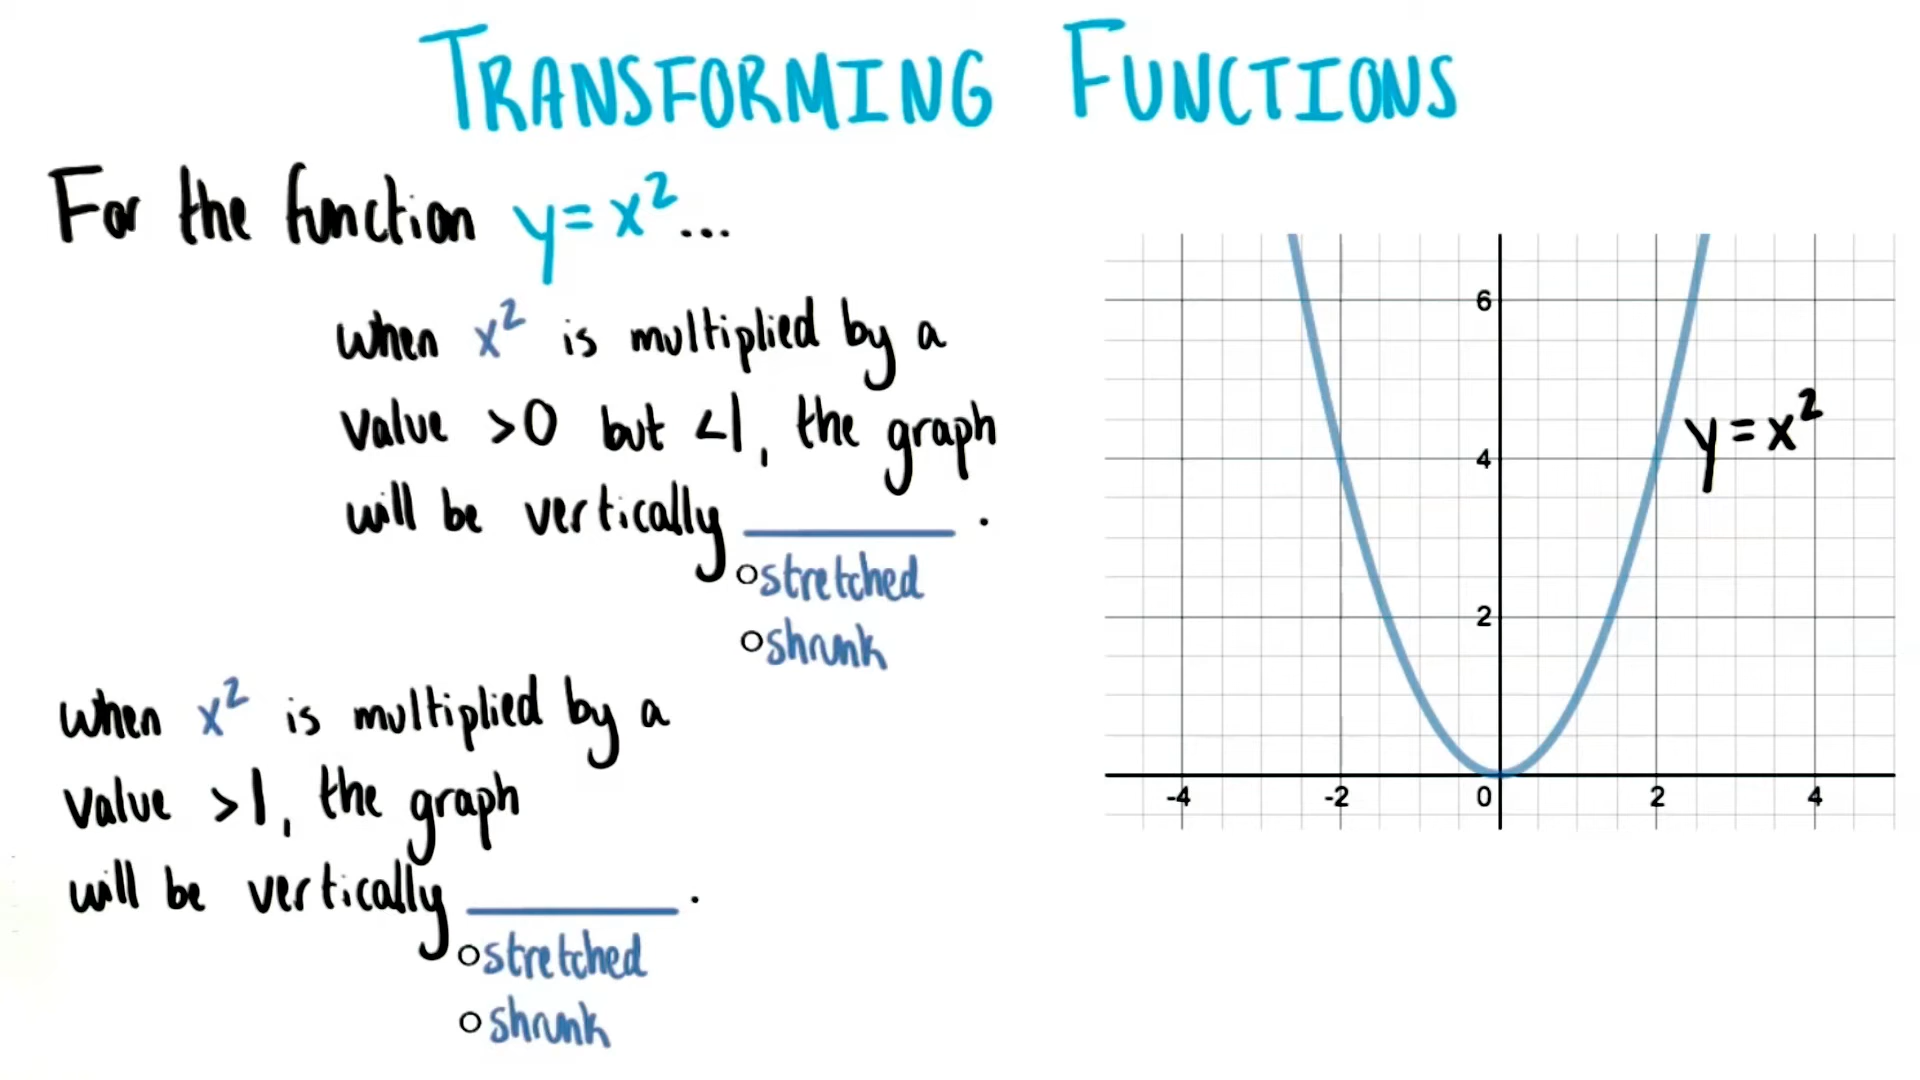 TRANSFORMING FUNCTIONS
For the function y=x²...
when x² is multiplied by a
value >0 but <1, the graph
will be vertically ________ .
○stretched
○shrunk
when x² is multiplied by a
value >1, the graph
will be vertically ________ .
○stretched
○shrunk
6
4
2
-4 -2 0 2 4
y=x²